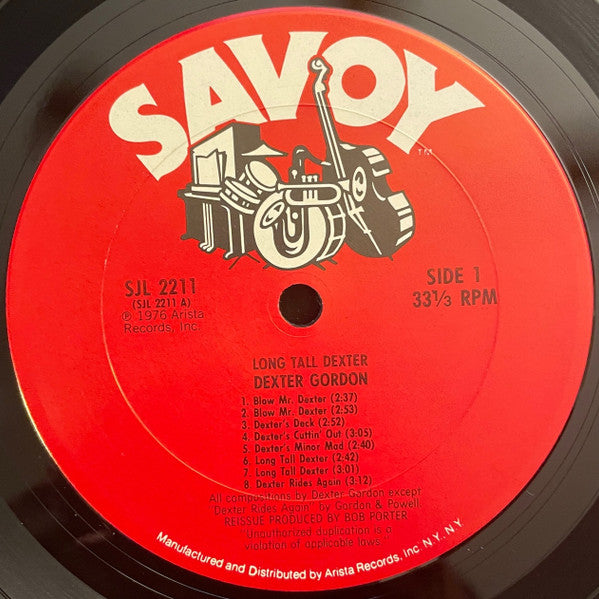 SAVOY
TM
SJL 2211
(SJL 2211 A)
℗ 1976 Arista
Records, Inc
SIDE 1
33⅓ RPM
LONG TALL DEXTER
DEXTER GORDON
1. Blow Mr. Dexter (2:37)
2. Blow Mr. Dexter (2:53)
3. Dexter's Deck (2:52)
4. Dexter's Cuttin' Out (3:05)
5. Dexter's Minor Mad (2:40)
6. Long Tall Dexter (2:42)
7. Long Tall Dexter (3:01)
8. Dexter Rides Again (3:12)
All compositions by Dexter Gordon except
"Dexter Rides Again" by Gordon & Powell.
REISSUE PRODUCED BY BOB PORTER
"Unauthorized duplication is a
violation of applicable laws."
Manufactured and Distributed by Arista Records, Inc N.Y. N.Y.